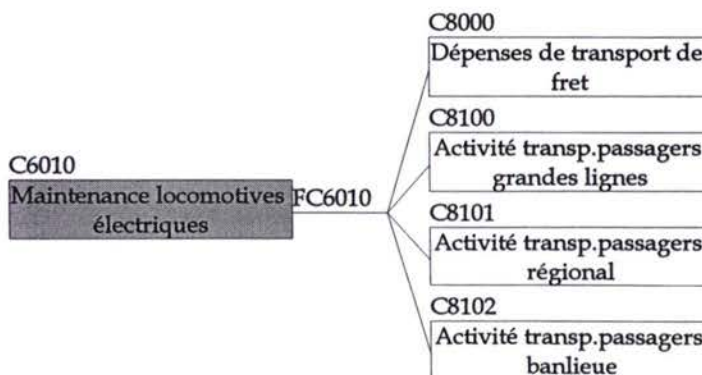 C8000
Dépenses de transport de
fret
C8100
Activité transp.passagers
grandes lignes
C6010
Maintenance locomotives
électriques
FC6010
C8101
Activité transp.passagers
régional
C8102
Activité transp.passagers
banlieue